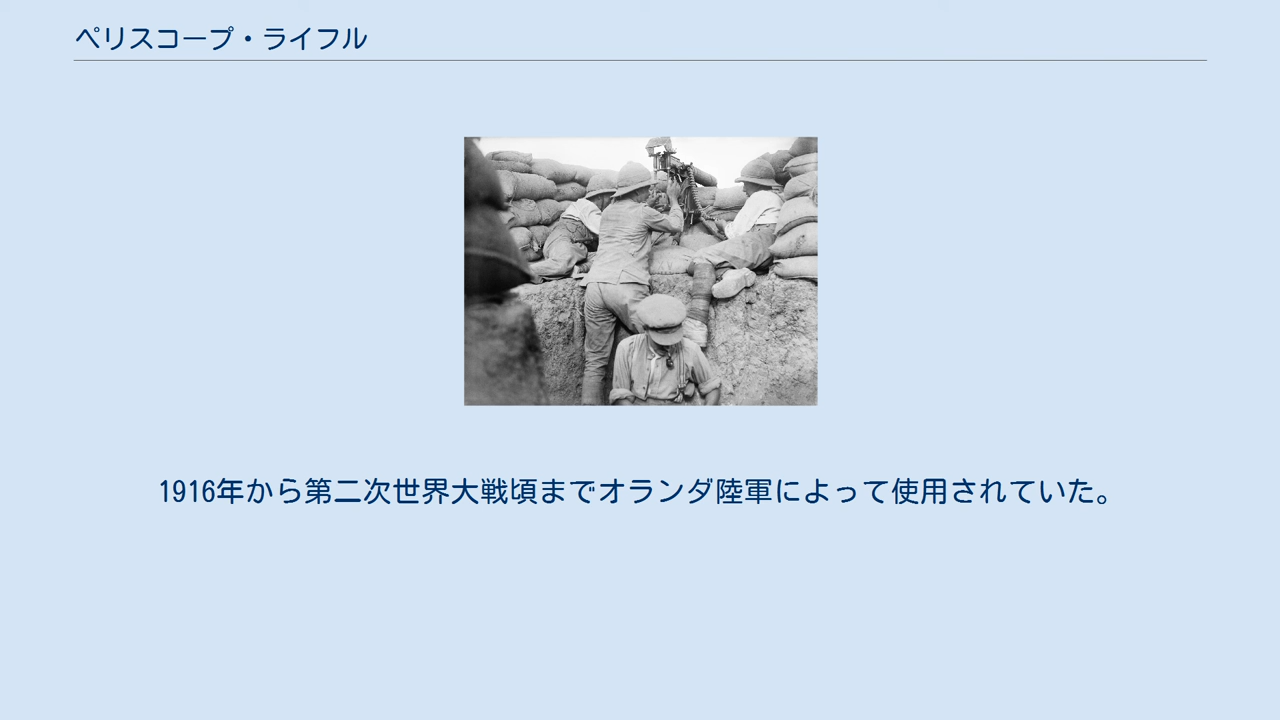 ペリスコープ・ライフル
1916年から第二次世界大戦頃までオランダ陸軍によって使用されていた。